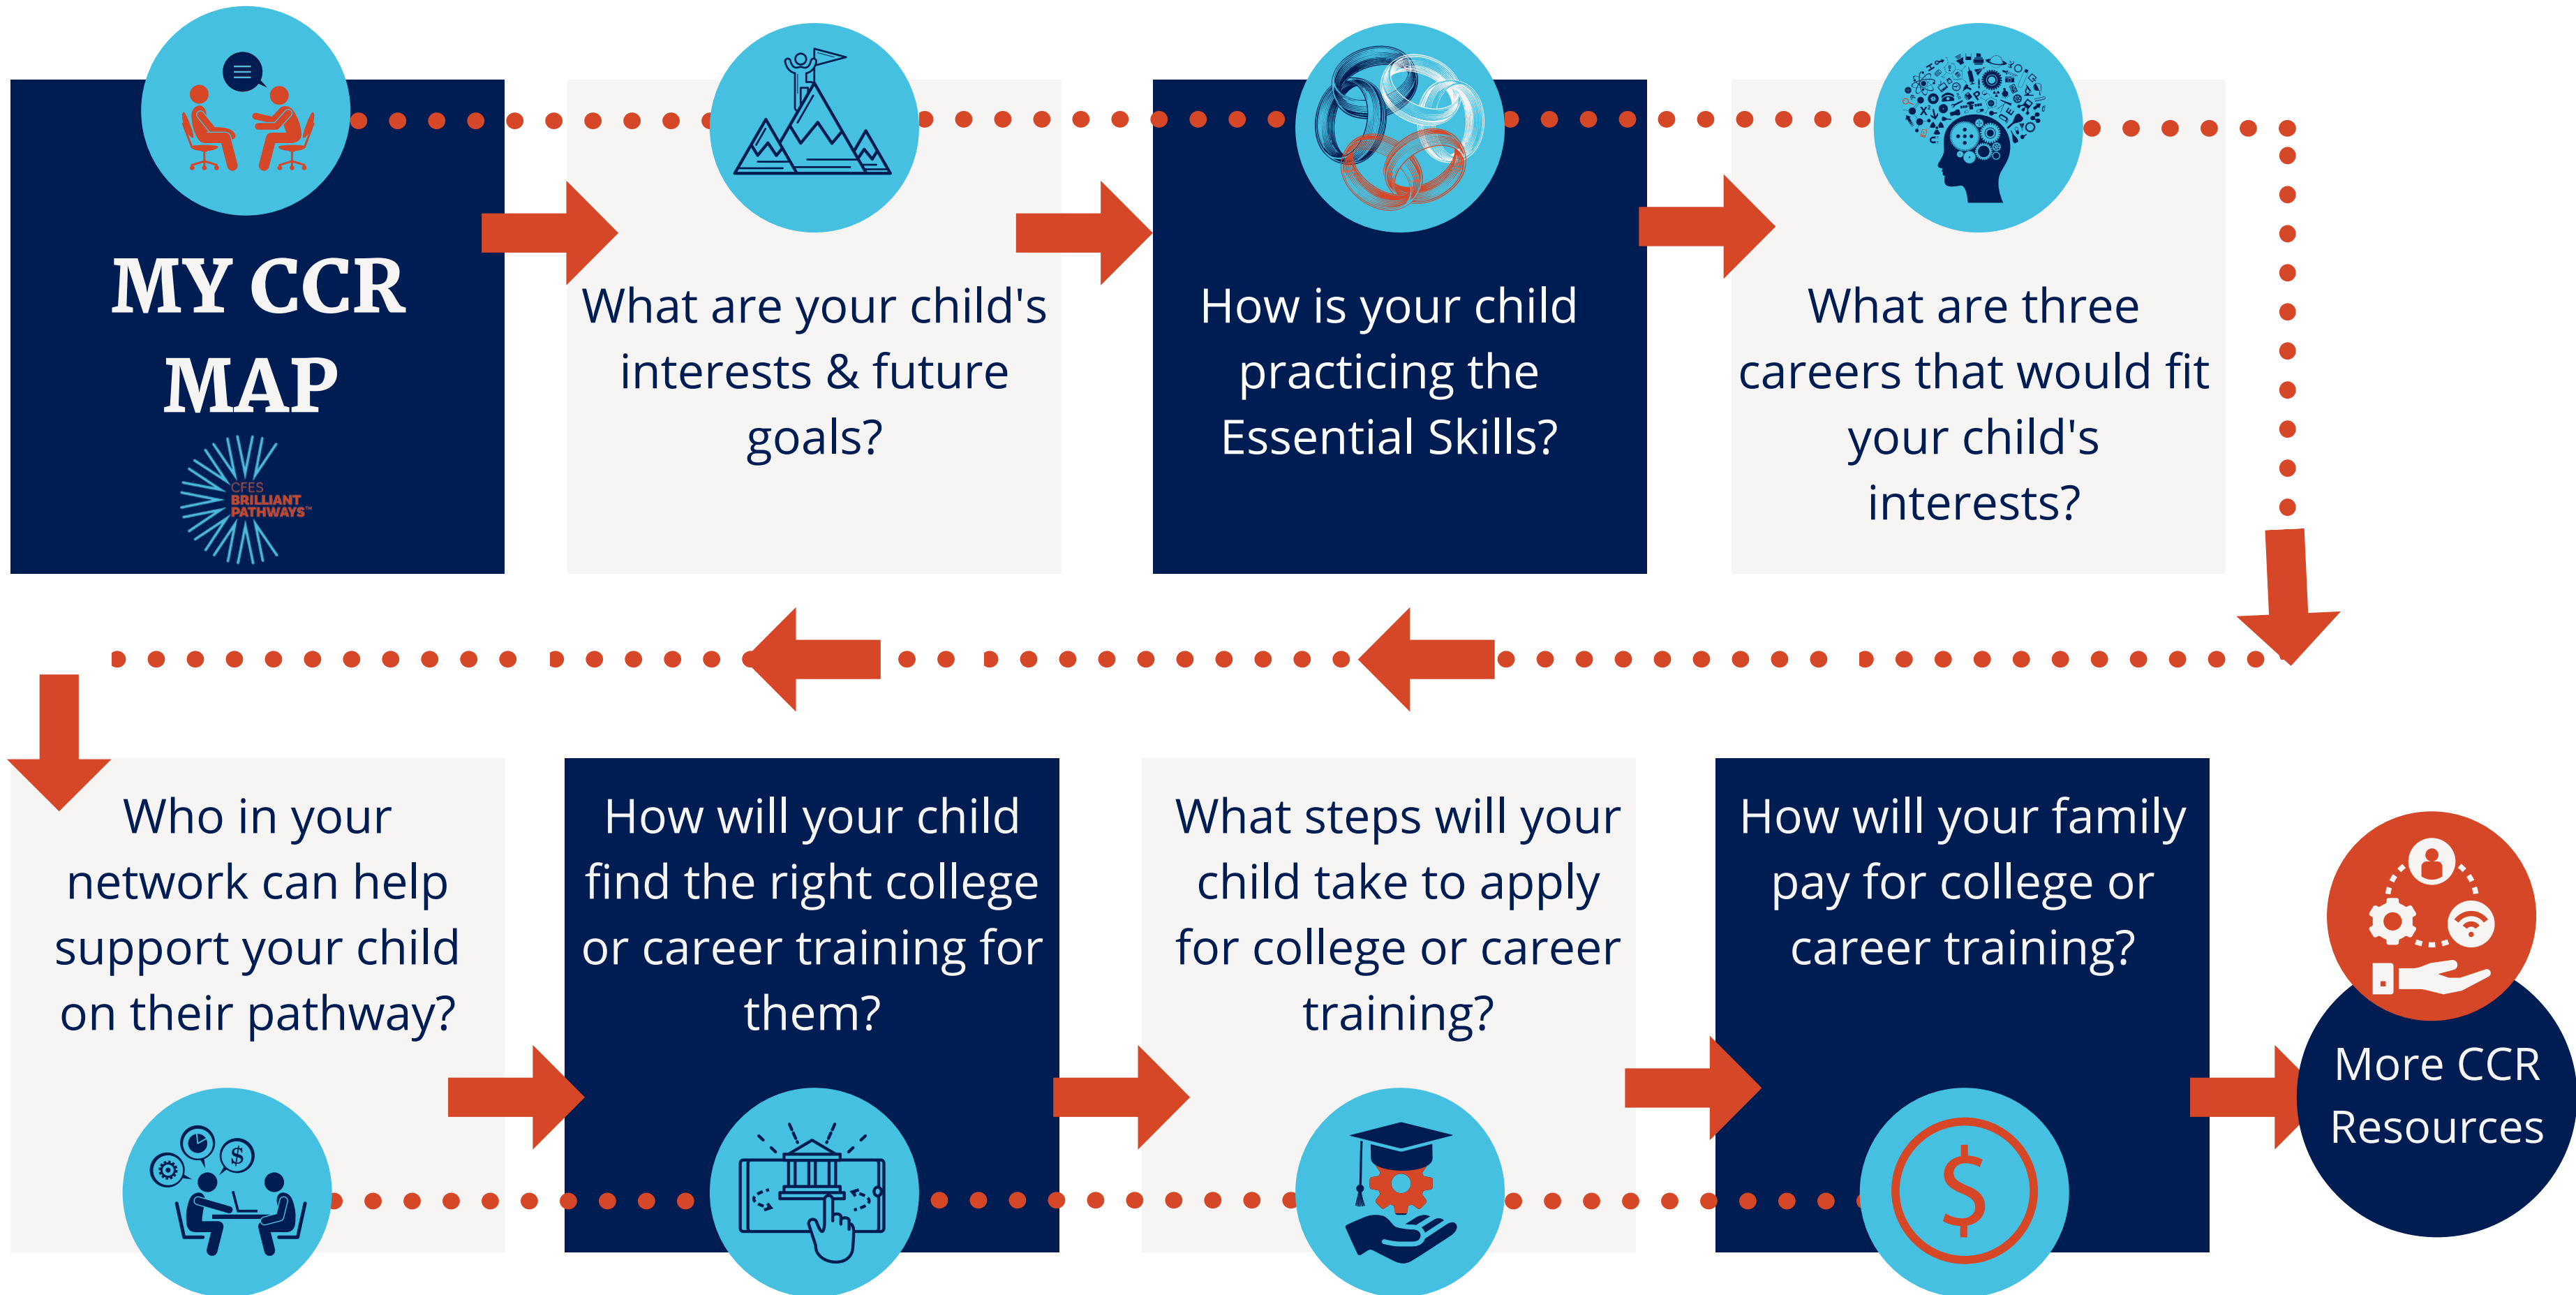 MY CCR
MAP
CFES
BRILLIANT
PATHWAYS™
What are your child's
interests & future
goals?
How is your child
practicing the
Essential Skills?
What are three
careers that would fit
your child's
interests?
Who in your
network can help
support your child
on their pathway?
How will your child
find the right college
or career training for
them?
What steps will your
child take to apply
for college or career
training?
How will your family
pay for college or
career training?
$
$
More CCR
Resources